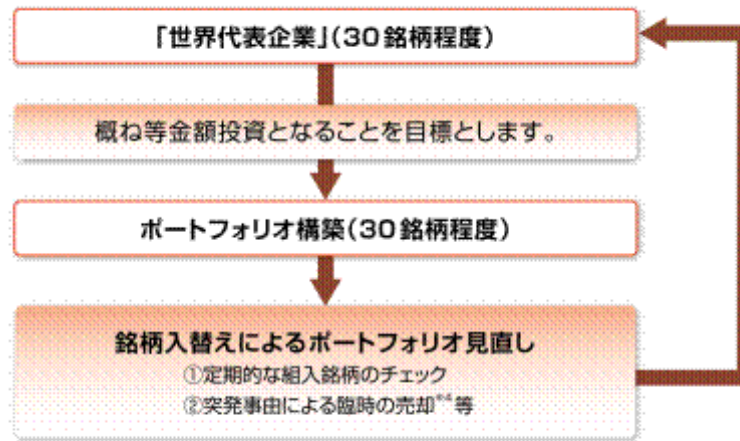 「世界代表企業」(30銘柄程度)
概ね等金額投資となることを目標とします。
ポートフォリオ構築(30銘柄程度)
銘柄入替えによるポートフォリオ見直し
①定期的な組入銘柄のチェック
②突発事由による臨時の売却※4等